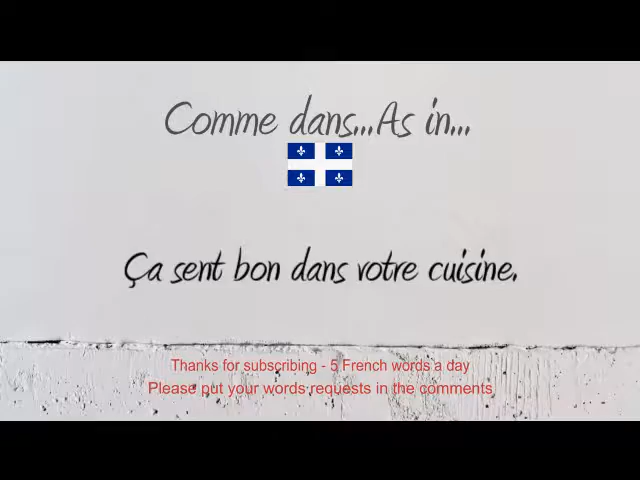 Comme dans...As in...
Ça sent bon dans votre cuisine.
Thanks for subscribing - 5 French words a day
Please put your words requests in the comments